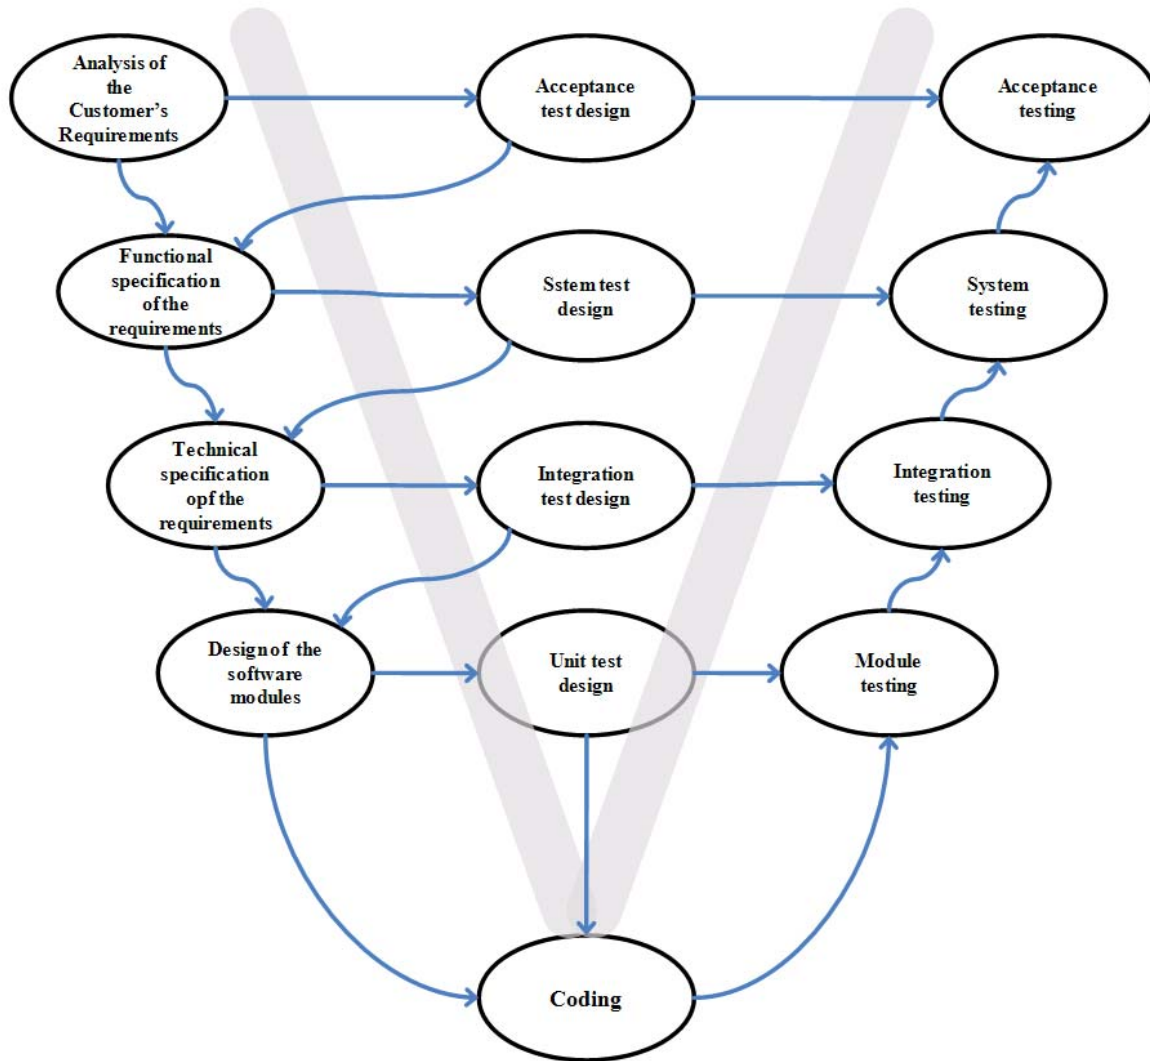 Analysis of
the
Customer's
Requirements
Acceptance
test design
Acceptance
testing
Functional
specification
of the
requirements
Sstem test
design
System
testing
Technical
specification
opf the
requirements
Integration
test design
Integration
testing
Design of the
software
modules
Unit test
design
Module
testing
Coding